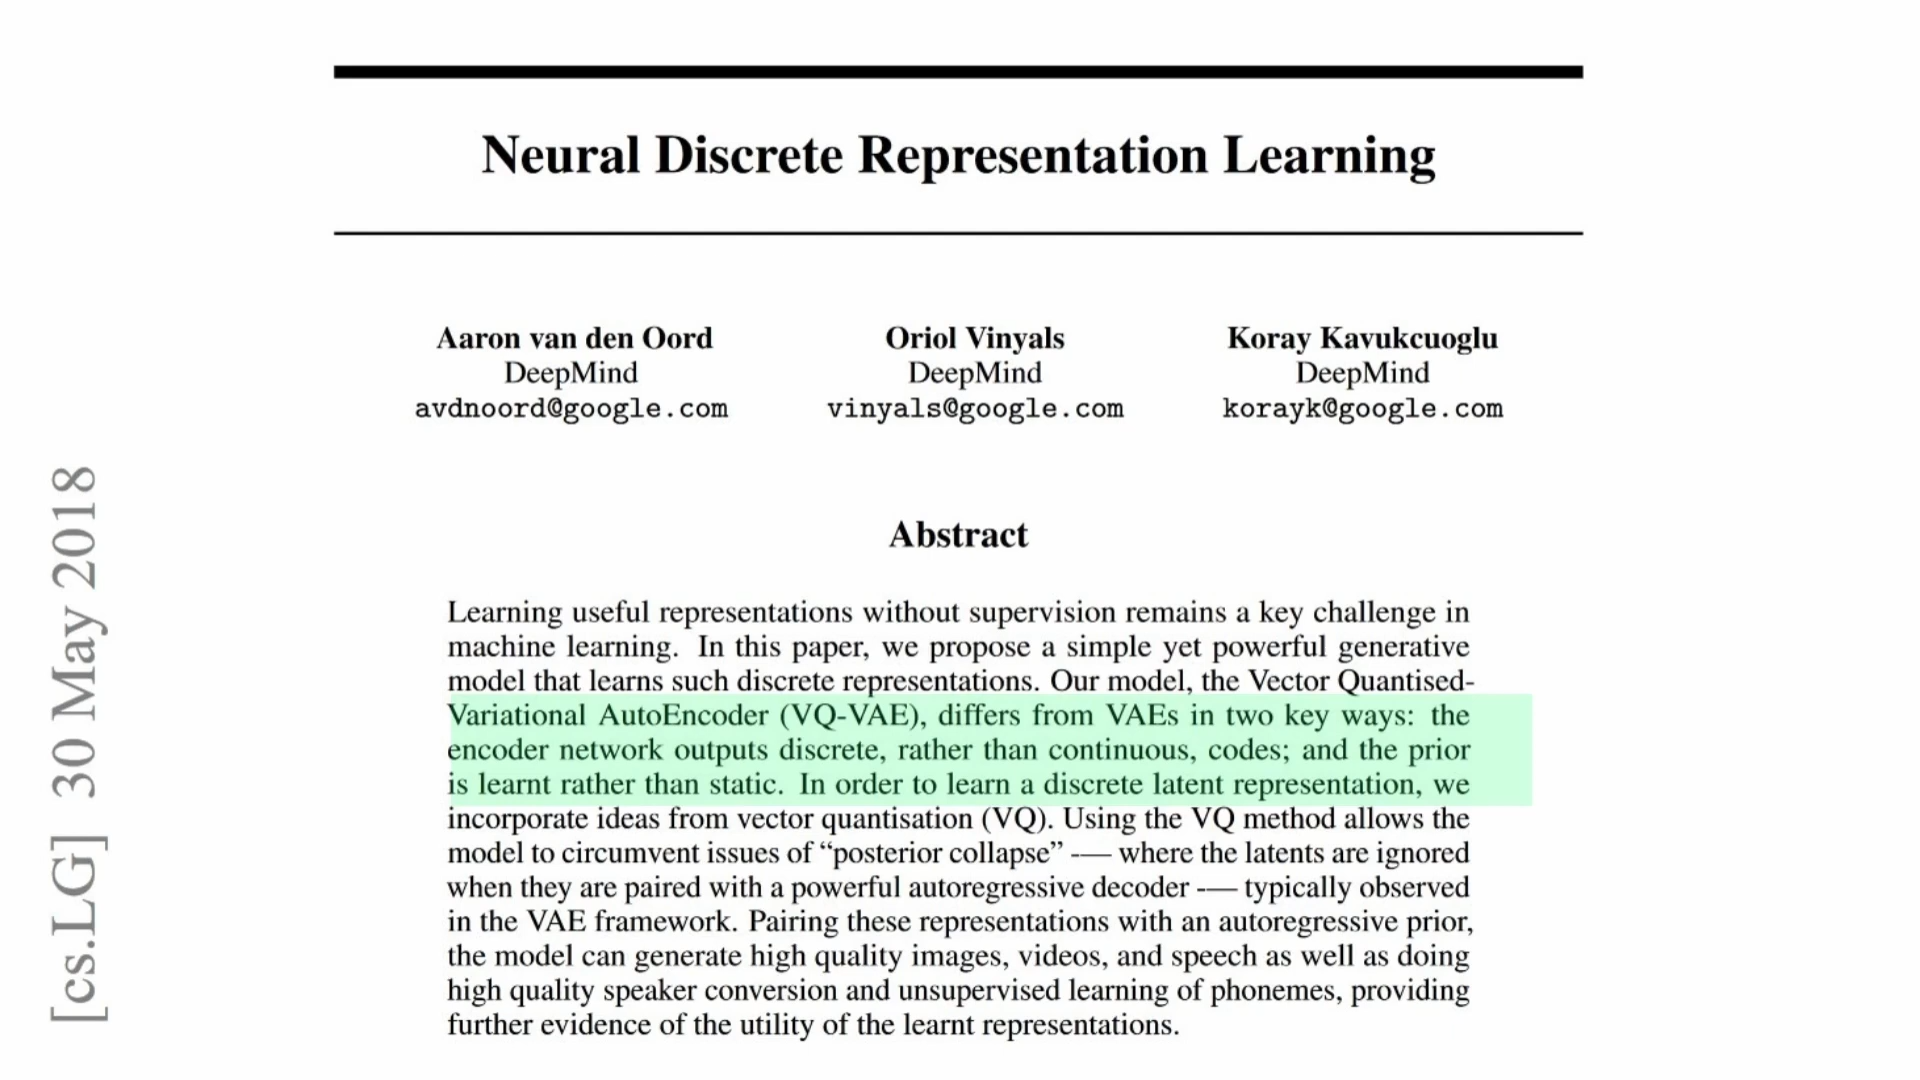 Neural Discrete Representation Learning
Aaron van den Oord
DeepMind
avdnoord@google.com
Oriol Vinyals
DeepMind
vinyals@google.com
Koray Kavukcuoglu
DeepMind
korayk@google.com
[cs.LG] 30 May 2018
Abstract
Learning useful representations without supervision remains a key challenge in
machine learning. In this paper, we propose a simple yet powerful generative
model that learns such discrete representations. Our model, the Vector Quantised-
Variational AutoEncoder (VQ-VAE), differs from VAEs in two key ways: the
encoder network outputs discrete, rather than continuous, codes; and the prior
is learnt rather than static. In order to learn a discrete latent representation, we
incorporate ideas from vector quantisation (VQ). Using the VQ method allows the
model to circumvent issues of “posterior collapse” -— where the latents are ignored
when they are paired with a powerful autoregressive decoder -— typically observed
in the VAE framework. Pairing these representations with an autoregressive prior,
the model can generate high quality images, videos, and speech as well as doing
high quality speaker conversion and unsupervised learning of phonemes, providing
further evidence of the utility of the learnt representations.